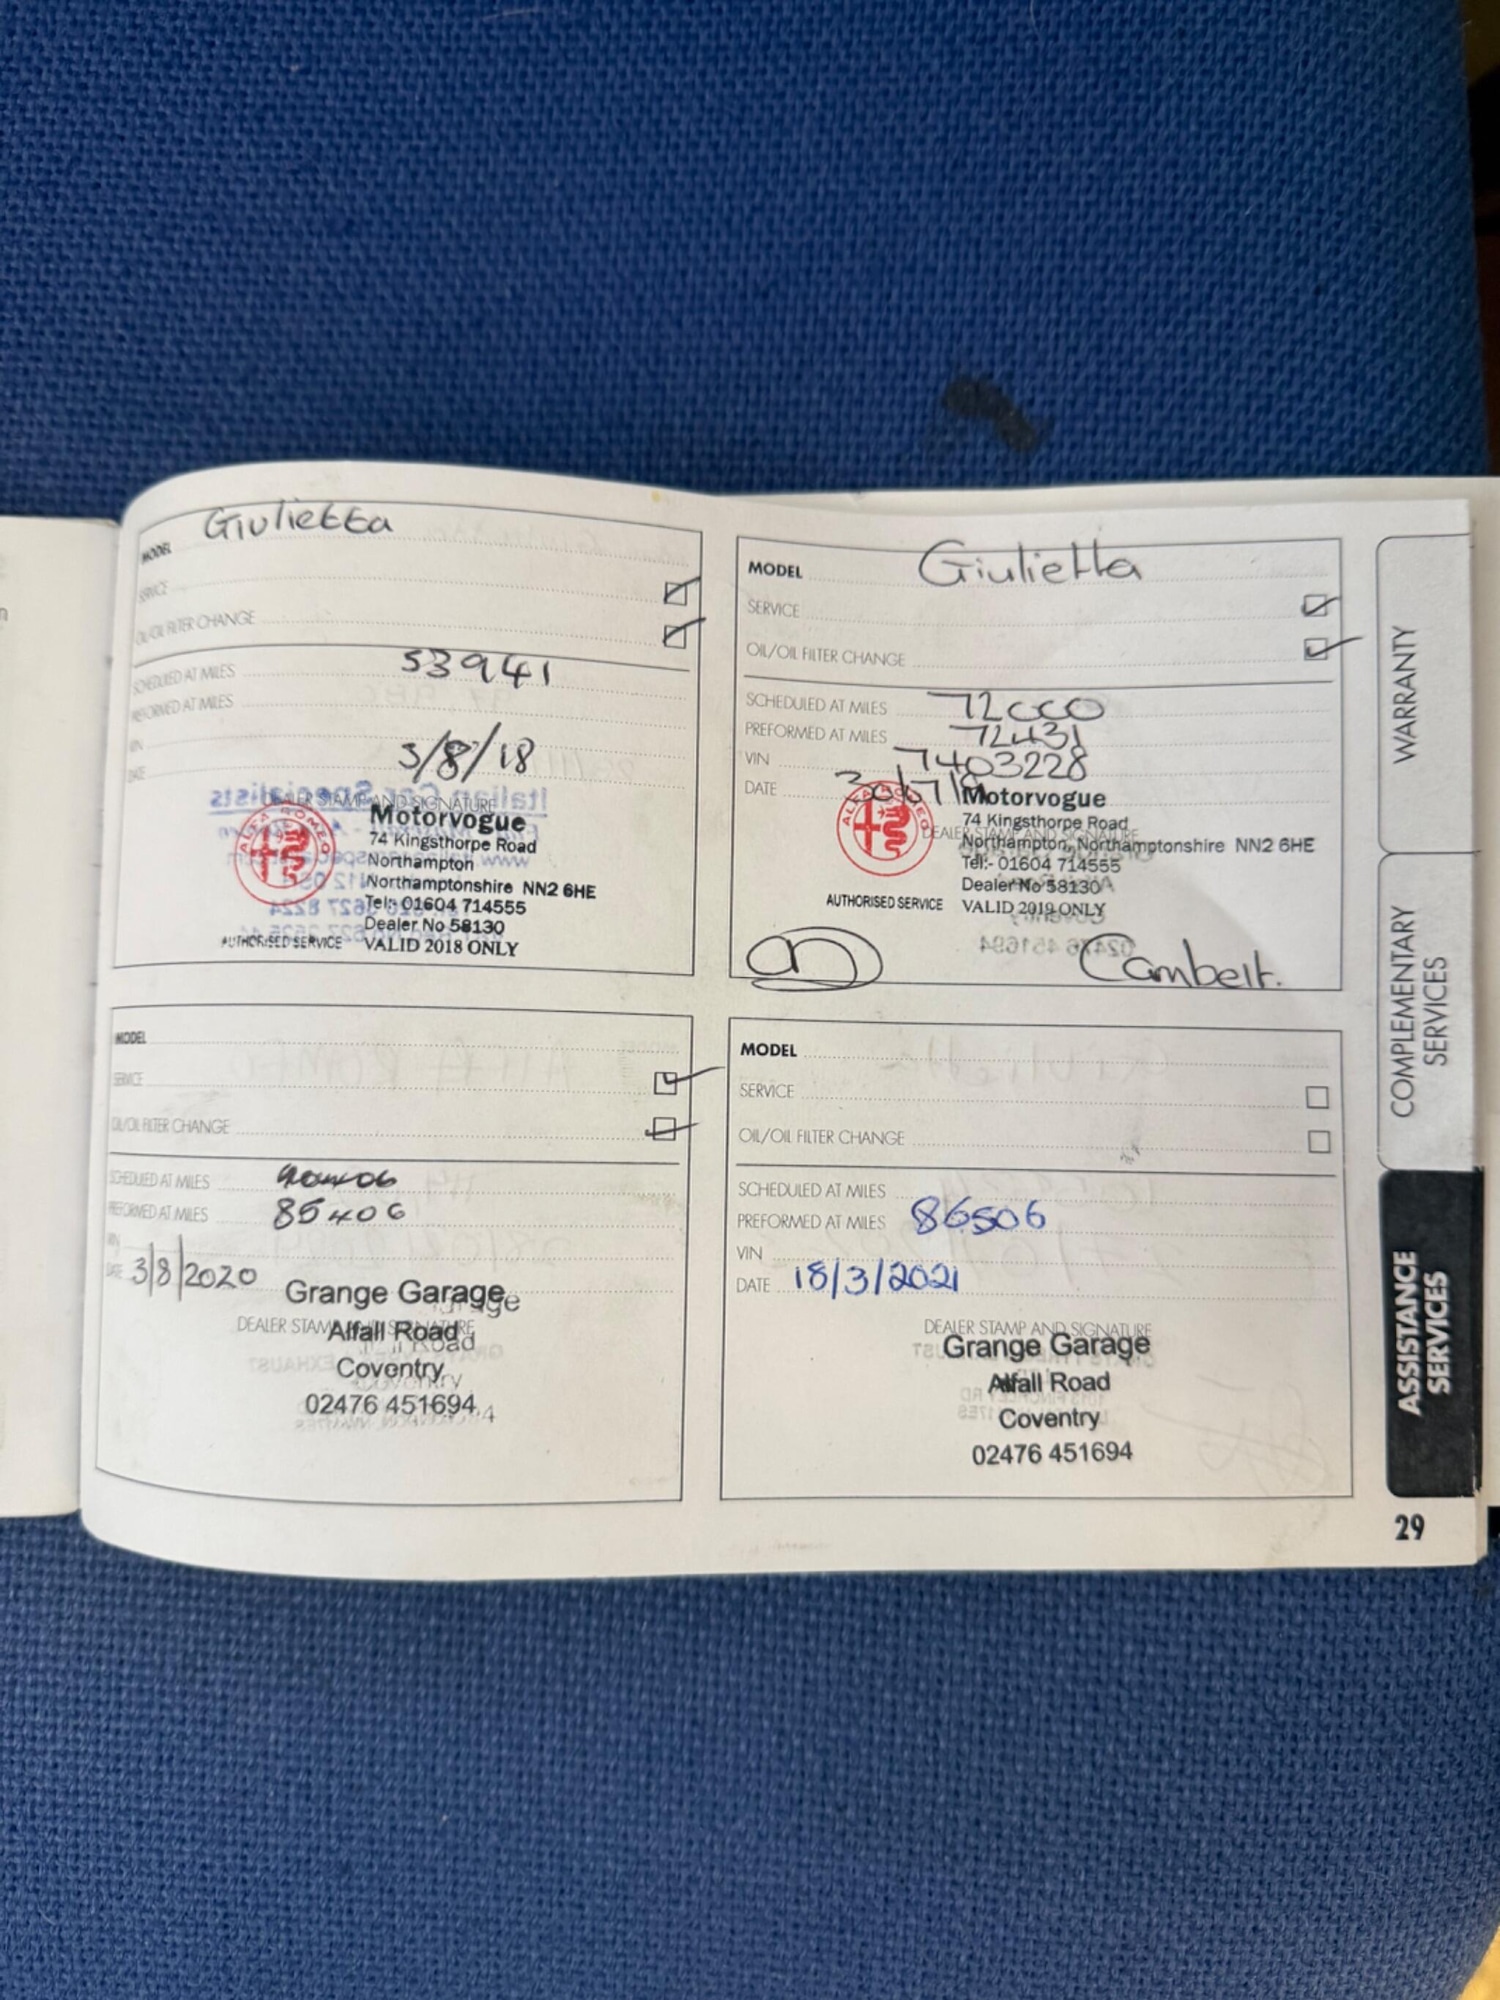 MODEL Giulietta
SERVICE
OIL/OIL FILTER CHANGE
SCHEDULED AT MILES 53941
PREFORMED AT MILES
VIN
DATE 3/8/18
DEALER STAMP AND SIGNATURE
ALFA ROMEO
Motorvogue
74 Kingsthorpe Road
Northampton
Northamptonshire NN2 6HE
Tel:- 01604 714555
Dealer No 58130
AUTHORISED SERVICE VALID 2018 ONLY
MODEL Giulietta
SERVICE
OIL/OIL FILTER CHANGE
SCHEDULED AT MILES 72000
PREFORMED AT MILES 72431
VIN 7403228
DATE
ALFA ROMEO
Motorvogue
74 Kingsthorpe Road
DEALER STAMP AND SIGNATURE
Northampton, Northamptonshire NN2 6HE
Tel:- 01604 714555
Dealer No 58130
AUTHORISED SERVICE VALID 2019 ONLY
Cambelt.
MODEL
SERVICE
OIL/OIL FILTER CHANGE
SCHEDULED AT MILES
PREFORMED AT MILES 85406
VIN
DATE 3/8/2020
Grange Garage
DEALER STAMP AND SIGNATURE
Alfall Road
Coventry
02476 451694
MODEL
SERVICE
OIL/OIL FILTER CHANGE
SCHEDULED AT MILES
PREFORMED AT MILES 86506
VIN
DATE 18/3/2021
DEALER STAMP AND SIGNATURE
Grange Garage
Alfall Road
Coventry
02476 451694
WARRANTY
COMPLEMENTARY
SERVICES
ASSISTANCE
SERVICES
29